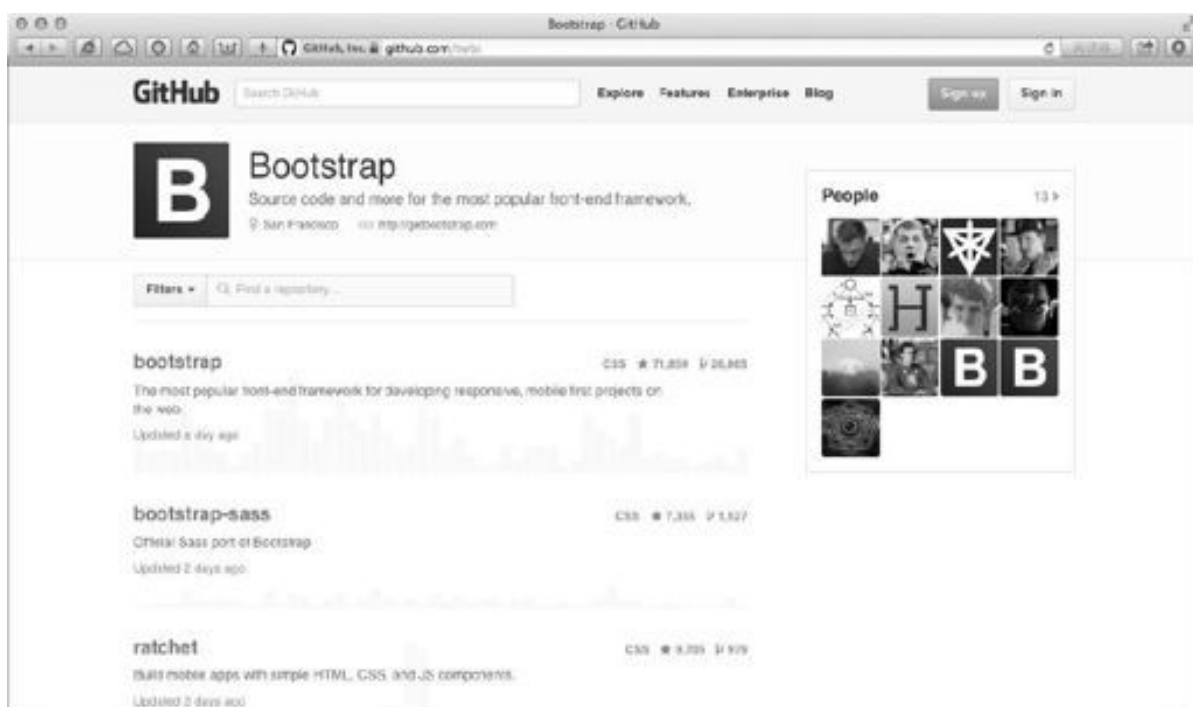 Bootstrap · GitHub
GitHub, Inc. github.com/twbs
GitHub
Search GitHub
Explore Features Enterprise Blog
Sign up
Sign in
B Bootstrap
Source code and more for the most popular front-end framework.
San Francisco http://getbootstrap.com
People 13
Filters
Find a repository...
H
B B
bootstrap CSS
The most popular front-end framework for developing responsive, mobile first projects on
the web.
Updated a day ago
bootstrap-sass CSS
Official Sass port of Bootstrap
Updated 2 days ago
ratchet CSS 979
Build mobile apps with simple HTML, CSS, and JS components.
Updated 3 days ago